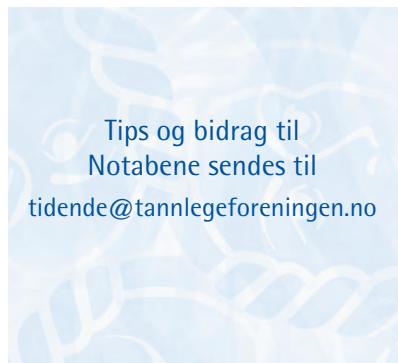 Tips og bidrag til
Notabene sendes til
tidende@tannlegeforeningen.no